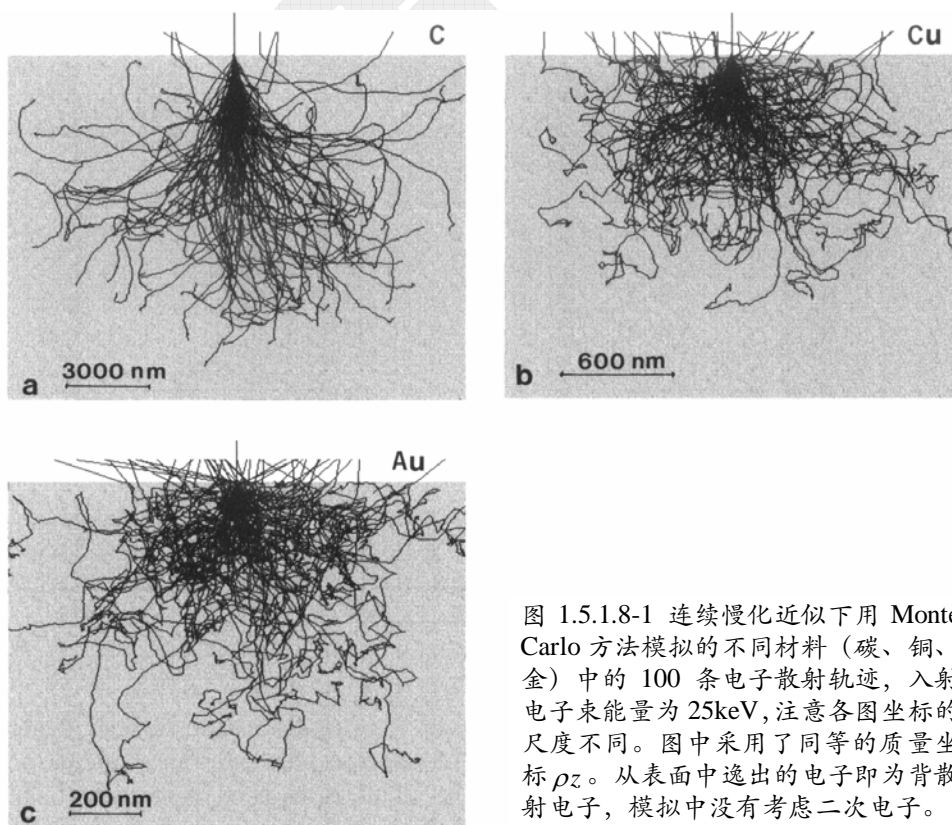 C
3000 nm
a
Cu
600 nm
b
Au
200 nm
c
图 1.5.1.8-1 连续慢化近似下用 Monte
Carlo 方法模拟的不同材料（碳、铜、
金）中的 100 条电子散射轨迹，入射
电子束能量为 25keV,注意各图坐标的
尺度不同。图中采用了同等的质量坐
标 ρz。从表面中逸出的电子即为背散
射电子，模拟中没有考虑二次电子。